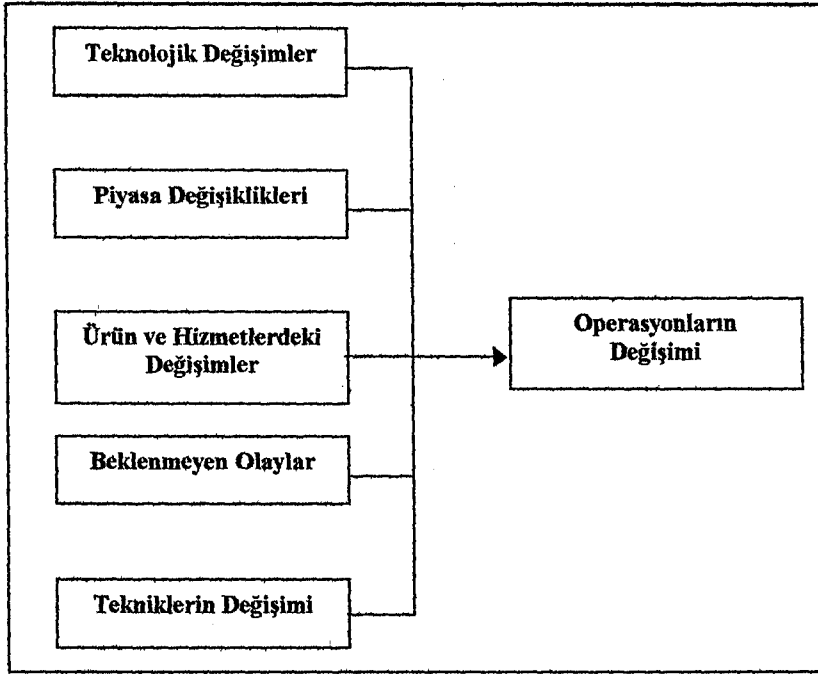 Teknolojik Değişimler
Piyasa Değişiklikleri
Ürün ve Hizmetlerdeki
Değişimler
Beklenmeyen Olaylar
Tekniklerin Değişimi
Operasyonların
Değişimi